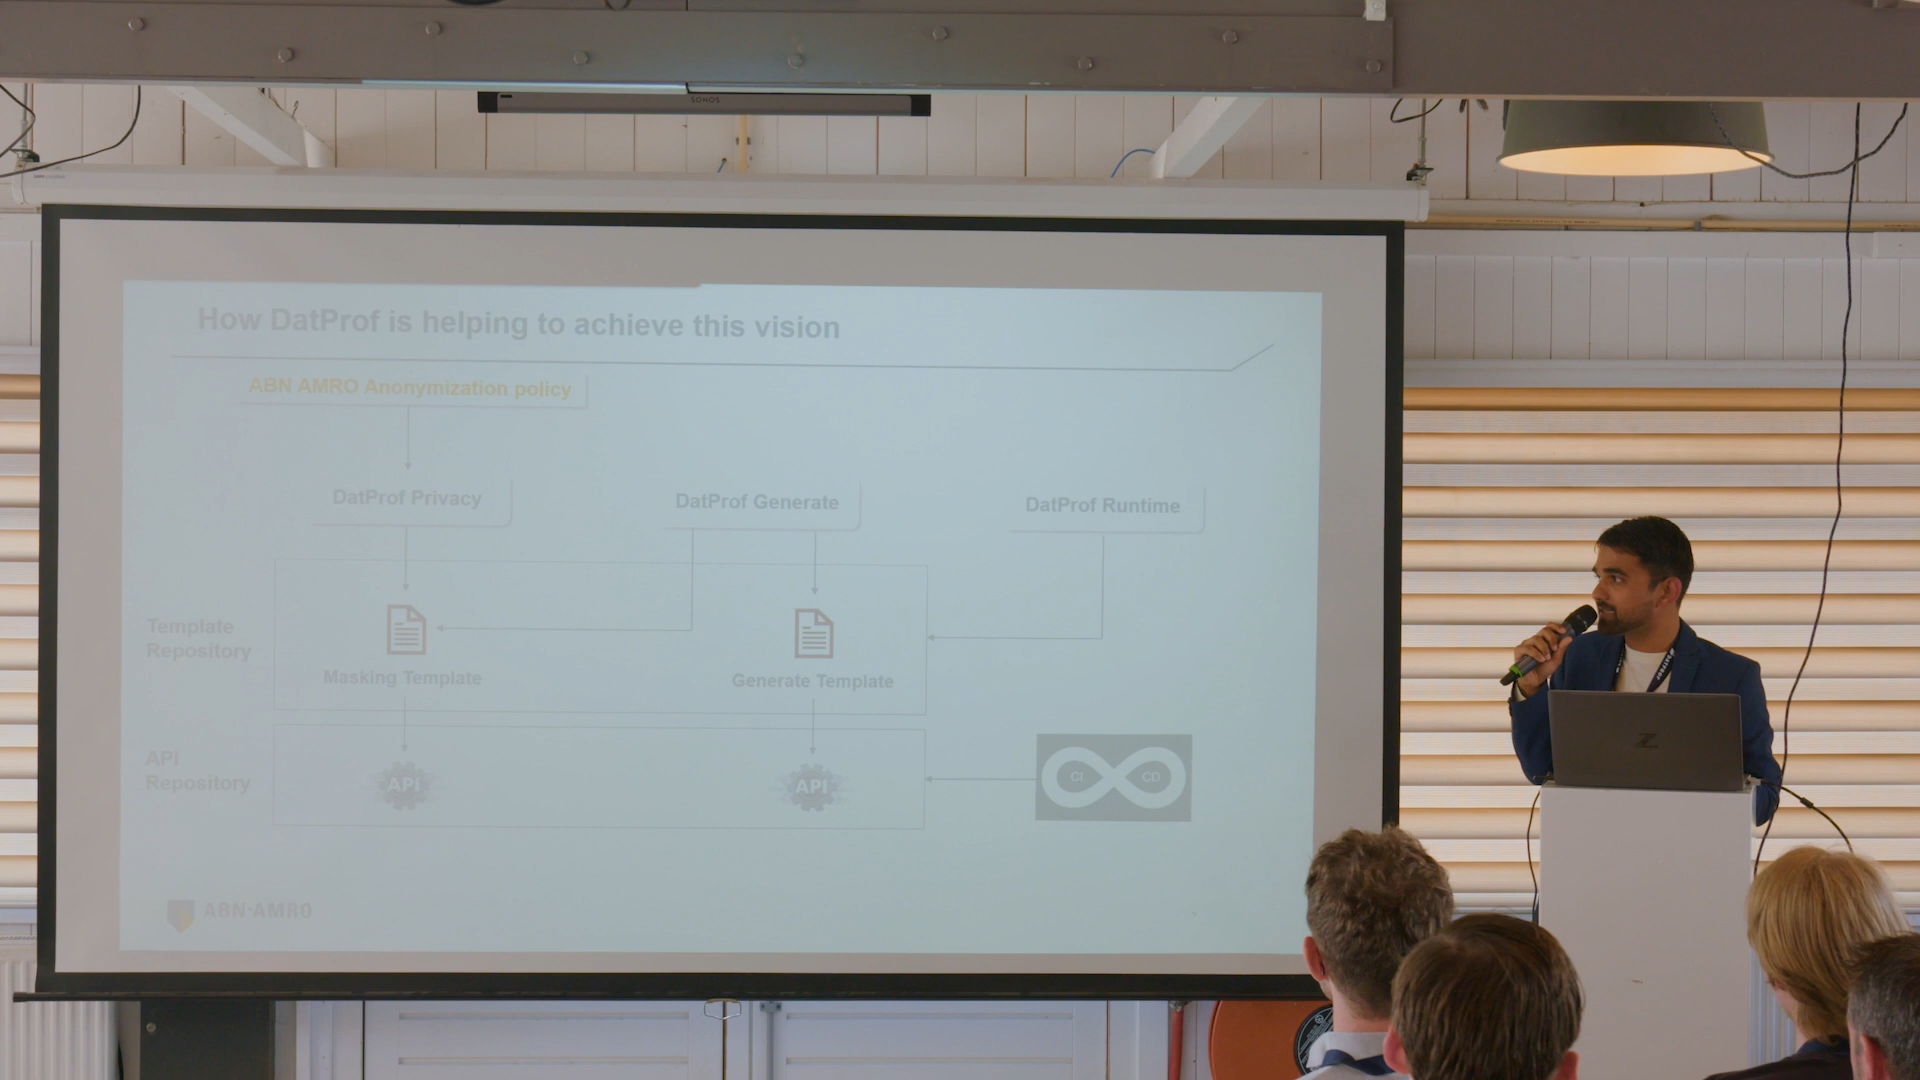 SONOS
How DatProf is helping to achieve this vision
ABN AMRO Anonymization policy
DatProf Privacy
DatProf Generate
DatProf Runtime
Template
Repository
Masking Template
Generate Template
API
Repository
API
API
CI
CD
ABN·AMRO